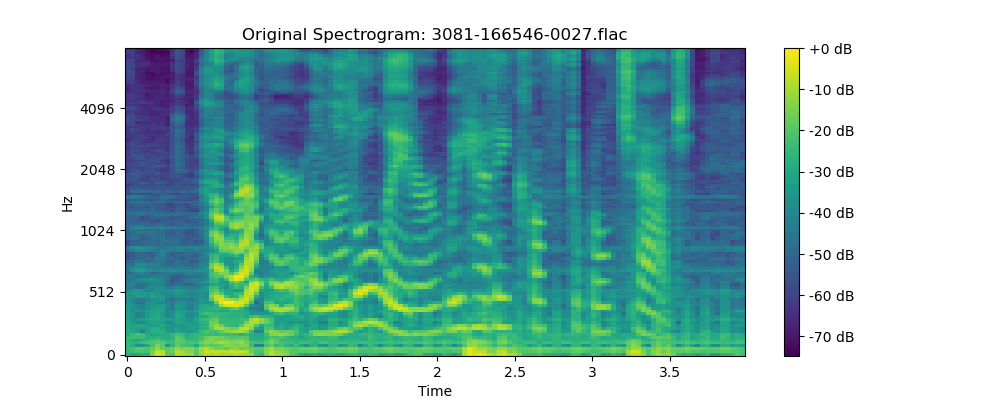 Original Spectrogram: 3081-166546-0027.flac
+0 dB
4096
-10 dB
-20 dB
2048
-30 dB
Hz
1024
-40 dB
-50 dB
512
-60 dB
-70 dB
0
0 0.5 1 1.5 2 2.5 3 3.5
Time